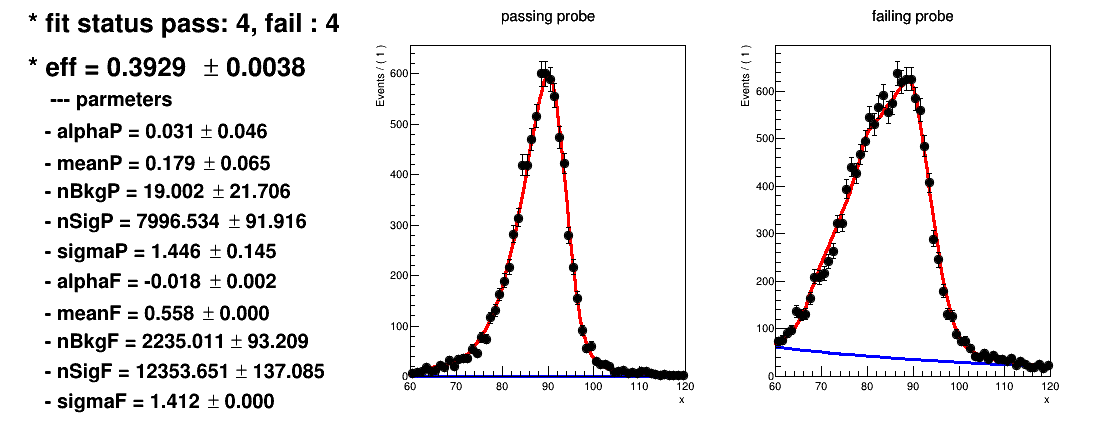 * fit status pass: 4, fail : 4
* eff = 0.3929 ± 0.0038
--- parmeters
- alphaP = 0.031 ± 0.046
- meanP = 0.179 ± 0.065
- nBkgP = 19.002 ± 21.706
- nSigP = 7996.534 ± 91.916
- sigmaP = 1.446 ± 0.145
- alphaF = -0.018 ± 0.002
- meanF = 0.558 ± 0.000
- nBkgF = 2235.011 ± 93.209
- nSigF = 12353.651 ± 137.085
- sigmaF = 1.412 ± 0.000
passing probe
Events / ( 1 )
600
500
400
300
200
100
0
60 70 80 90 100 110 120
x
failing probe
Events / ( 1 )
600
500
400
300
200
100
0
60 70 80 90 100 110 120
x